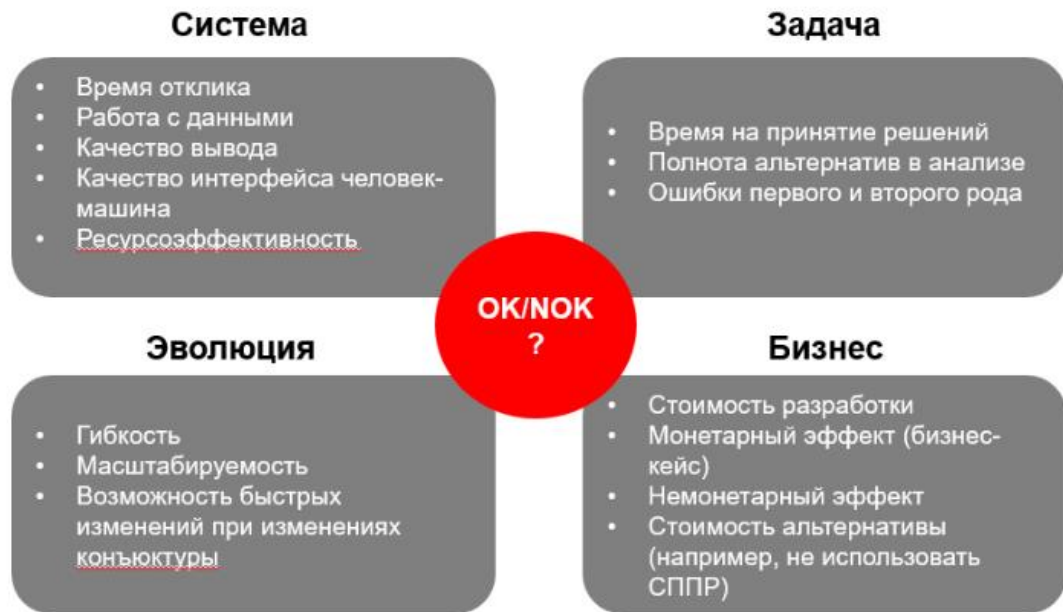 Система
• Время отклика
• Работа с данными
• Качество вывода
• Качество интерфейса человек-
машина
• Ресурсоэффективность
Задача
• Время на принятие решений
• Полнота альтернатив в анализе
• Ошибки первого и второго рода
OK/NOK
?
Эволюция
• Гибкость
• Масштабируемость
• Возможность быстрых
изменений при изменениях
конъюктуры
Бизнес
• Стоимость разработки
• Монетарный эффект (бизнес-
кейс)
• Немонетарный эффект
• Стоимость альтернативы
(например, не использовать
СППР)